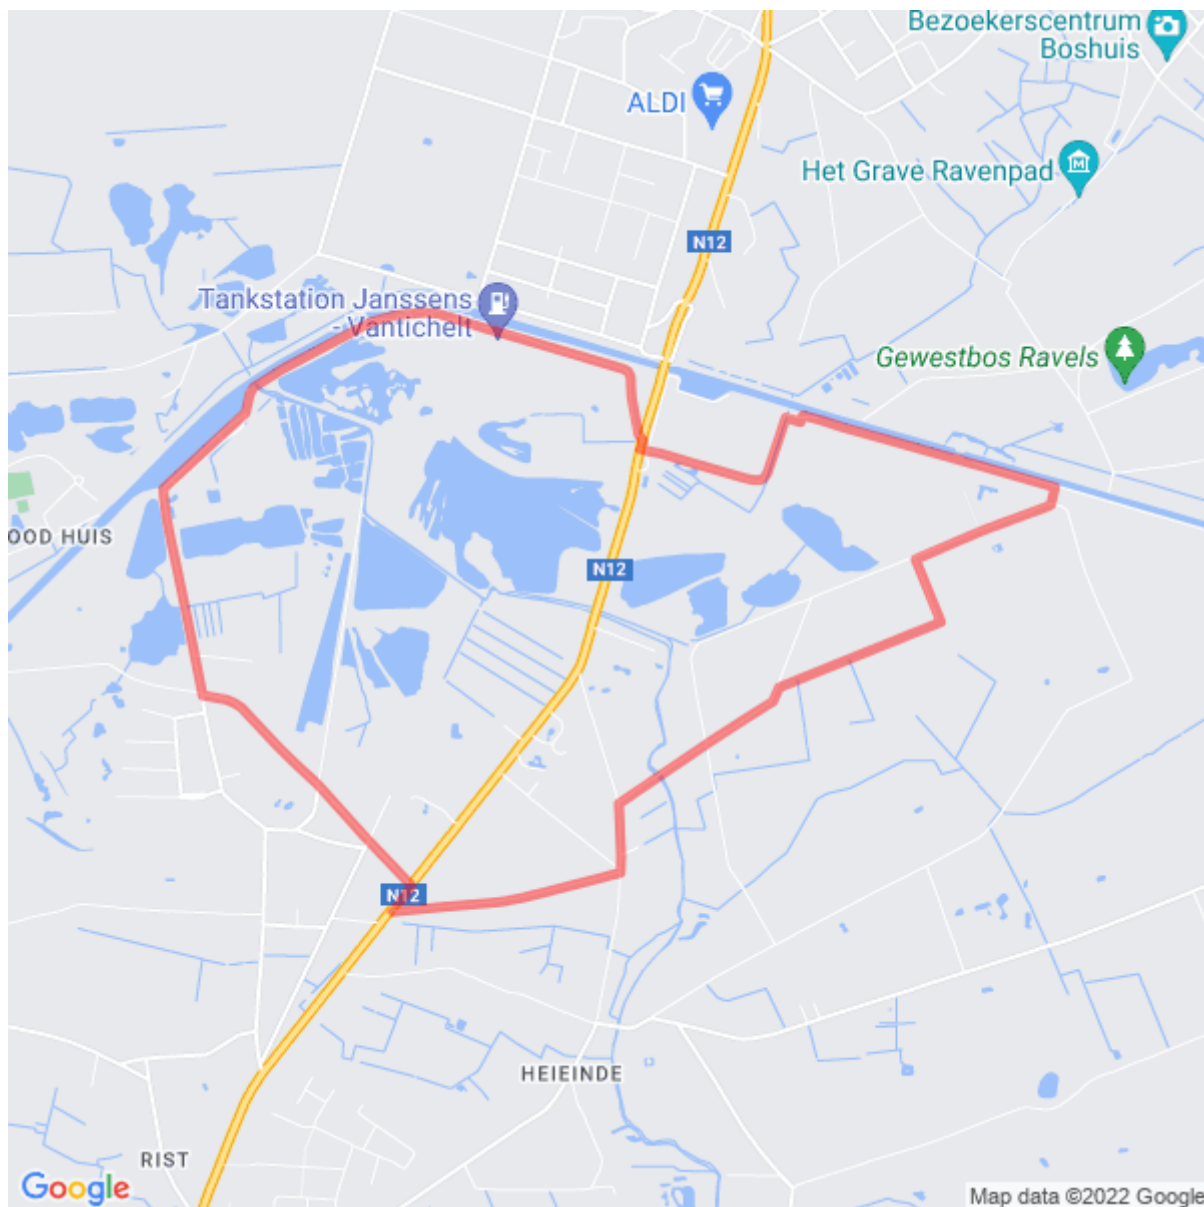 Bezoekerscentrum
Boshuis
ALDI
Het Grave Ravenpad
N12
Tankstation Janssens
- Vantichelt
Gewestbos Ravels
OOD HUIS
N12
N12
HEIEINDE
RIST
Google
Map data ©2022 Google